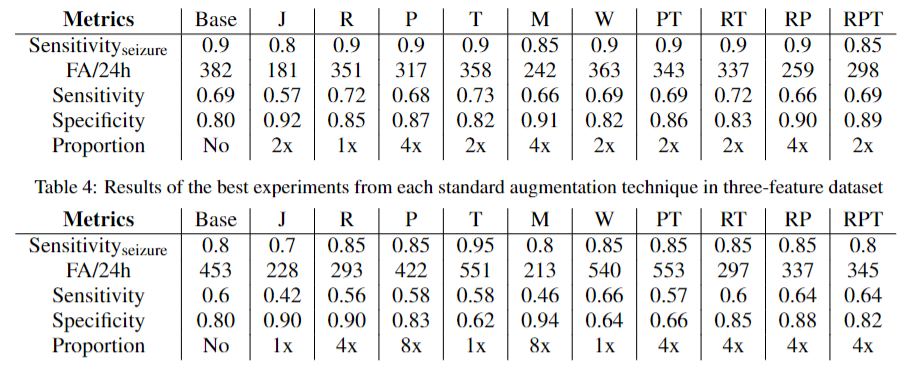 Metrics Base J R P T M W PT RT RP RPT
Sensitivityseizure 0.9 0.8 0.9 0.9 0.9 0.85 0.9 0.9 0.9 0.9 0.85
FA/24h 382 181 351 317 358 242 363 343 337 259 298
Sensitivity 0.69 0.57 0.72 0.68 0.73 0.66 0.69 0.69 0.72 0.66 0.69
Specificity 0.80 0.92 0.85 0.87 0.82 0.91 0.82 0.86 0.83 0.90 0.89
Proportion No 2x 1x 4x 2x 4x 2x 2x 2x 4x 2x
Table 4: Results of the best experiments from each standard augmentation technique in three-feature dataset
Metrics Base J R P T M W PT RT RP RPT
Sensitivityseizure 0.8 0.7 0.85 0.85 0.95 0.8 0.85 0.85 0.85 0.85 0.8
FA/24h 453 228 293 422 551 213 540 553 297 337 345
Sensitivity 0.6 0.42 0.56 0.58 0.58 0.46 0.66 0.57 0.6 0.64 0.64
Specificity 0.80 0.90 0.90 0.83 0.62 0.94 0.64 0.66 0.85 0.88 0.82
Proportion No 1x 4x 8x 1x 8x 1x 4x 4x 4x 4x